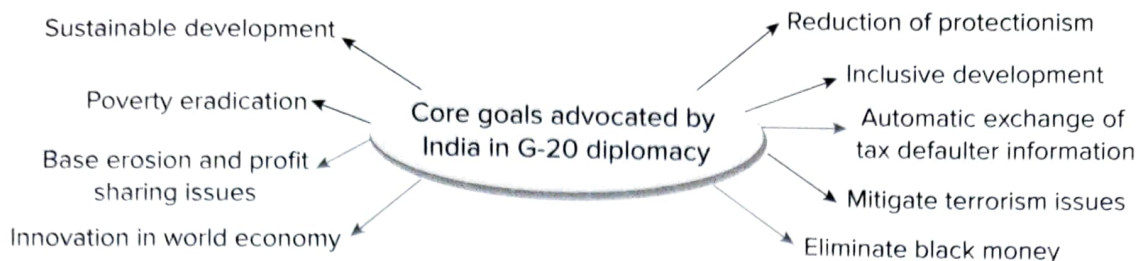 Sustainable development
Poverty eradication
Base erosion and profit
sharing issues
Innovation in world economy
Core goals advocated by
India in G-20 diplomacy
Reduction of protectionism
Inclusive development
Automatic exchange of
tax defaulter information
Mitigate terrorism issues
Eliminate black money